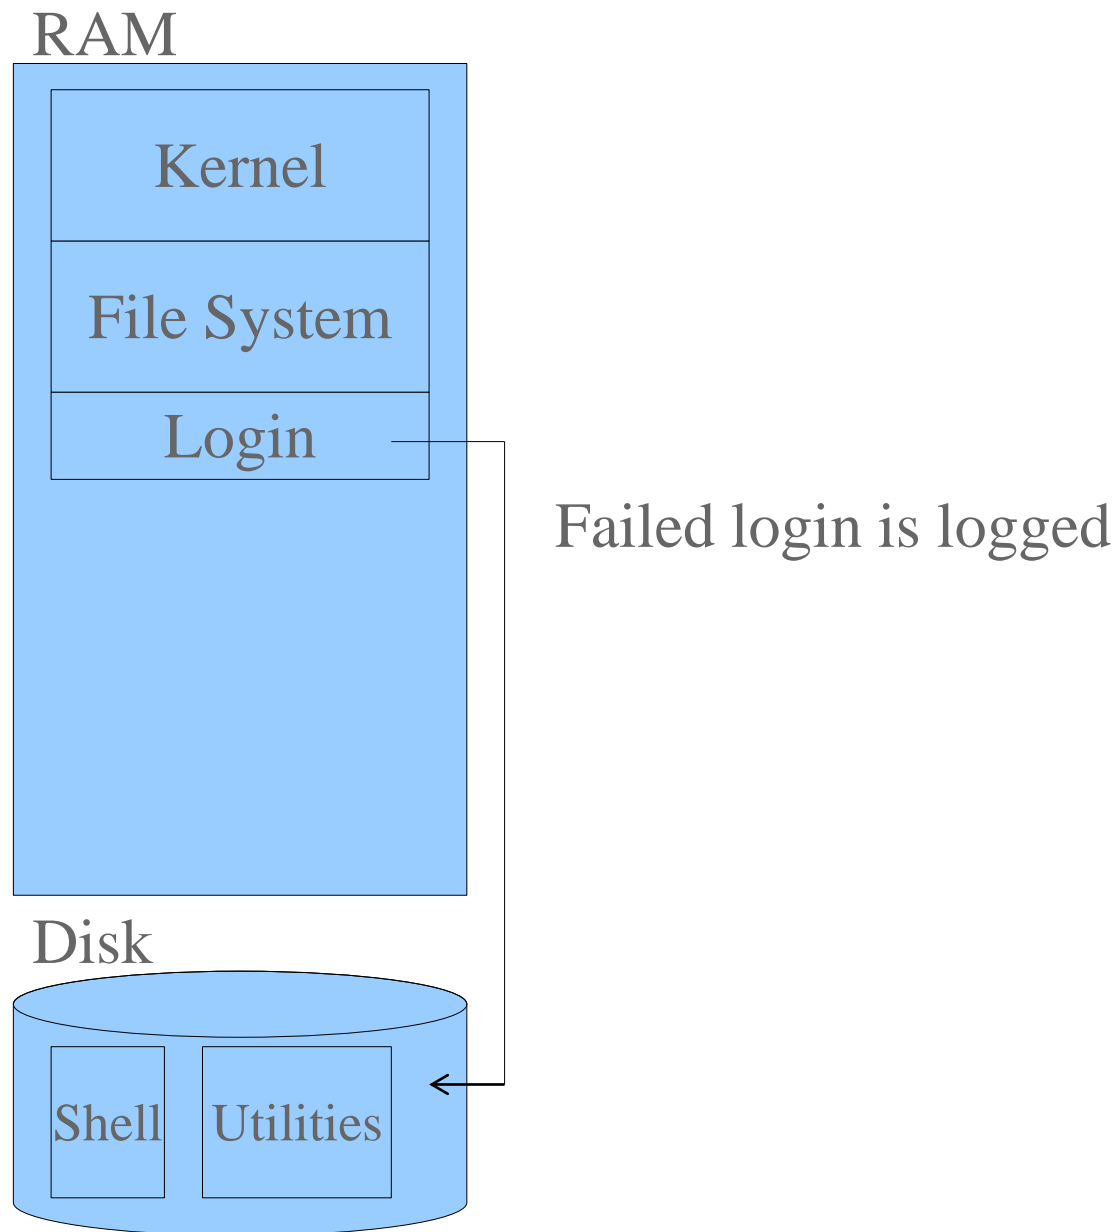 RAM
Kernel
File System
Login
Failed login is logged
Disk
Shell
Utilities